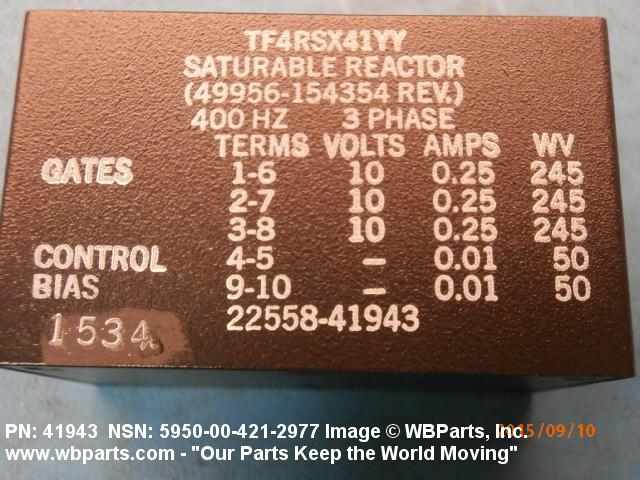 TF4RSX41YY
SATURABLE REACTOR
(49956-154354 REV.)
400 HZ 3 PHASE
TERMS VOLTS AMPS WV
GATES 1-6 10 0.25 245
2-7 10 0.25 245
3-8 10 0.25 245
CONTROL 4-5 – 0.01 50
BIAS 9-10 – 0.01 50
1534 22558-41943
PN: 41943 NSN: 5950-00-421-2977 Image © WBParts, Inc. 2015/09/10
www.wbparts.com - "Our Parts Keep the World Moving"